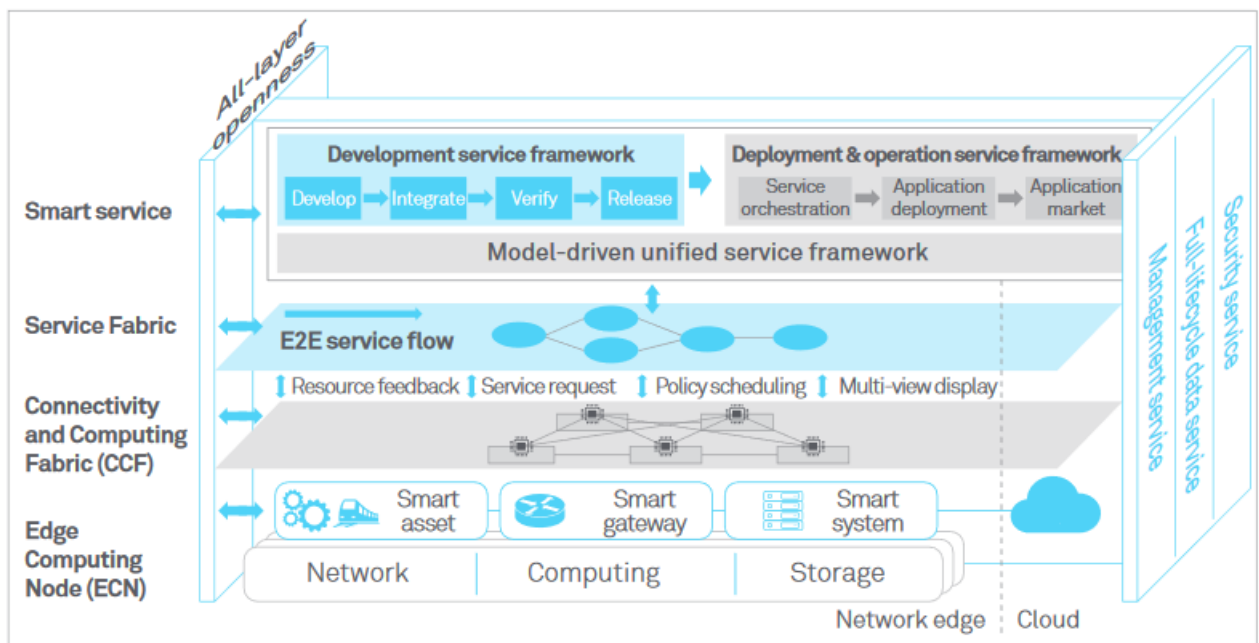 All-layer
openness
Development service framework
Develop
Integrate
Verify
Release
Deployment & operation service framework
Service
orchestration
Application
deployment
Application
market
Model-driven unified service framework
Smart service
Service Fabric
E2E service flow
Resource feedback
Service request
Policy scheduling
Multi-view display
Connectivity
and Computing
Fabric (CCF)
Edge
Computing
Node (ECN)
Smart
asset
Smart
gateway
Smart
system
Network
Computing
Storage
Network edge
Cloud
Management service
Full-lifecycle data service
Security service